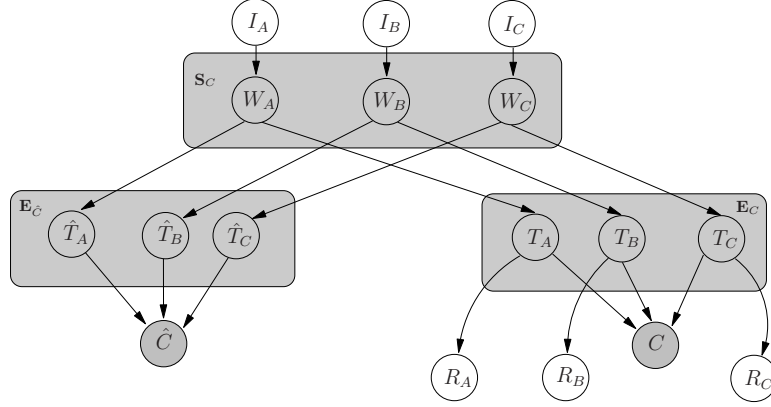 I_A I_B I_C
S_C
W_A W_B W_C
E_Ĉ E_C
T̂_A T̂_B T̂_C T_A T_B T_C
Ĉ C
R_A R_B R_C